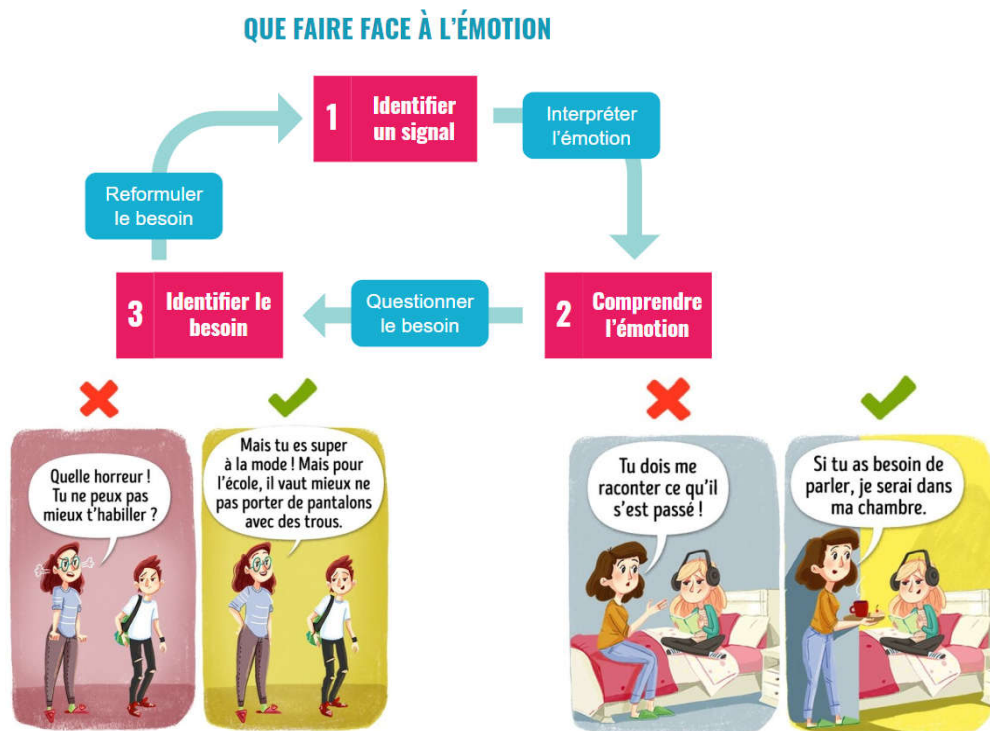 QUE FAIRE FACE À L'ÉMOTION
1
Identifier
un signal
Interpréter
l'émotion
Reformuler
le besoin
3
Identifier le
besoin
Questionner
le besoin
2
Comprendre
l'émotion
Quelle horreur !
Tu ne peux pas
mieux t'habiller ?
Mais tu es super
à la mode ! Mais pour
l'école, il vaut mieux ne
pas porter de pantalons
avec des trous.
Tu dois me
raconter ce qu'il
s'est passé !
Si tu as besoin de
parler, je serai dans
ma chambre.